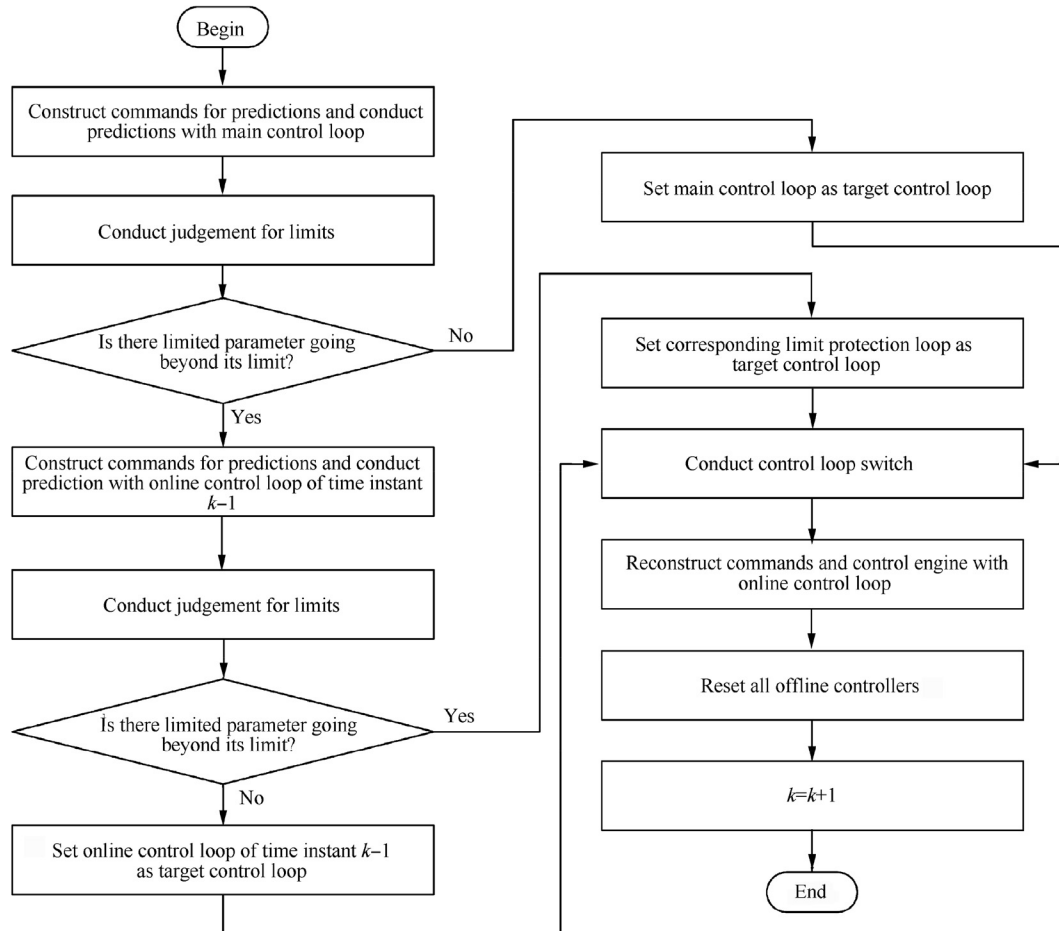 Begin
Construct commands for predictions and conduct
predictions with main control loop
Conduct judgement for limits
Is there limited parameter going
beyond its limit?
No
Yes
Construct commands for predictions and conduct
prediction with online control loop of time instant
k−1
Conduct judgement for limits
Is there limited parameter going
beyond its limit?
Yes
No
Set online control loop of time instant k−1
as target control loop
Set main control loop as target control loop
Set corresponding limit protection loop as
target control loop
Conduct control loop switch
Reconstruct commands and control engine with
online control loop
Reset all offline controllers
k=k+1
End